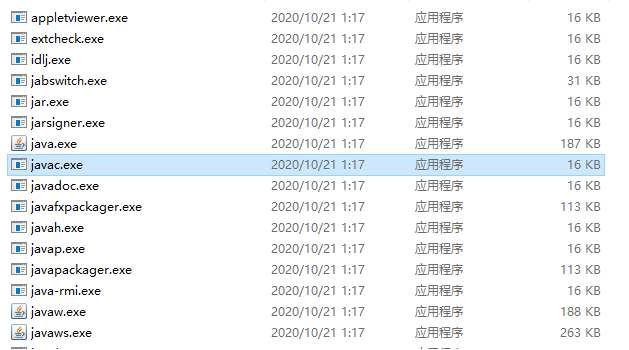 appletviewer.exe 2020/10/21 1:17 应用程序 16 KB
extcheck.exe 2020/10/21 1:17 应用程序 16 KB
idlj.exe 2020/10/21 1:17 应用程序 16 KB
jabswitch.exe 2020/10/21 1:17 应用程序 31 KB
jar.exe 2020/10/21 1:17 应用程序 16 KB
jarsigner.exe 2020/10/21 1:17 应用程序 16 KB
java.exe 2020/10/21 1:17 应用程序 187 KB
javac.exe 2020/10/21 1:17 应用程序 16 KB
javadoc.exe 2020/10/21 1:17 应用程序 16 KB
javafxpackager.exe 2020/10/21 1:17 应用程序 113 KB
javah.exe 2020/10/21 1:17 应用程序 16 KB
javap.exe 2020/10/21 1:17 应用程序 16 KB
javapackager.exe 2020/10/21 1:17 应用程序 113 KB
java-rmi.exe 2020/10/21 1:17 应用程序 16 KB
javaw.exe 2020/10/21 1:17 应用程序 188 KB
javaws.exe 2020/10/21 1:17 应用程序 263 KB